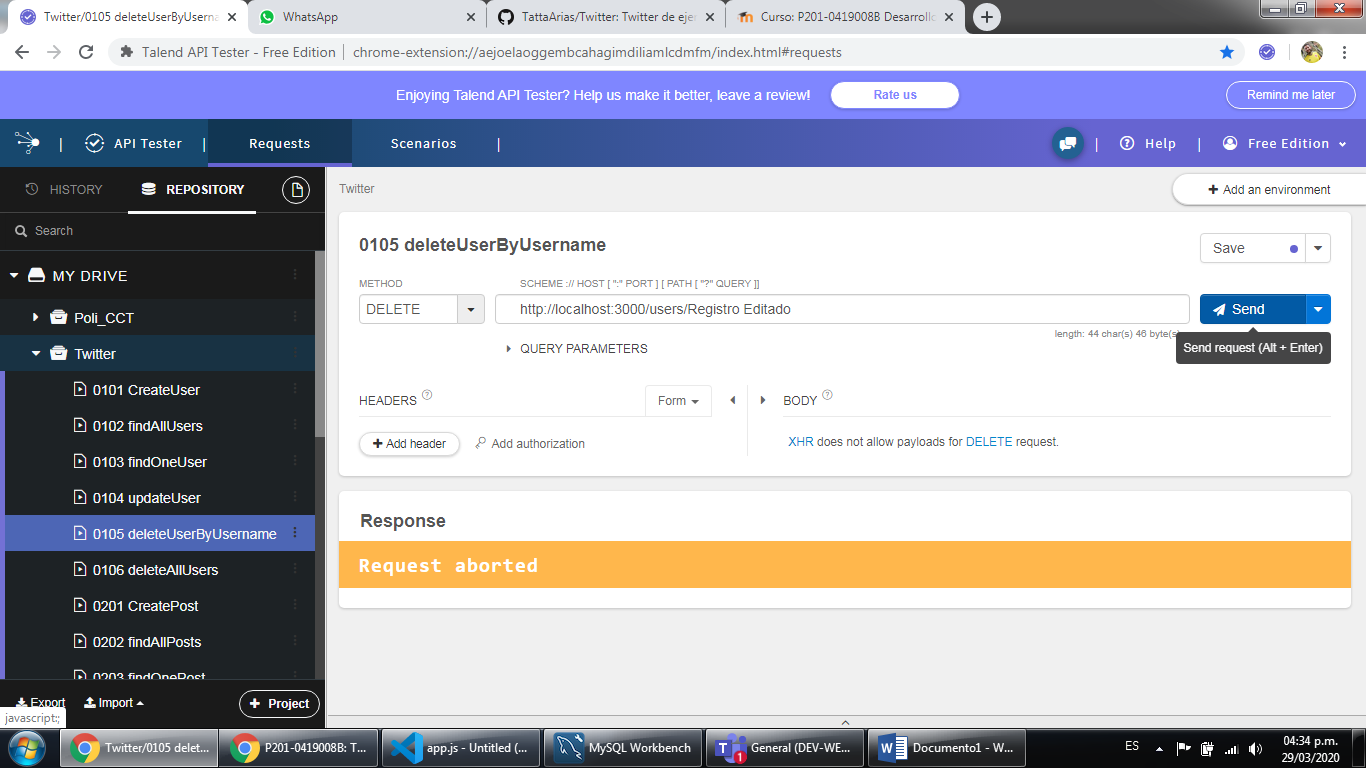 Twitter/0105 deleteUserByUserna
WhatsApp
TattaArias/Twitter: Twitter de eje
Curso: P201-0419008B Desarrollo
Talend API Tester - Free Edition | chrome-extension://aejoelaoggembcahagimdiliamlcdmfm/index.html#requests
Enjoying Talend API Tester? Help us make it better, leave a review!
Rate us
Remind me later
API Tester
Requests
Scenarios
Help
Free Edition
HISTORY
REPOSITORY
Twitter
+ Add an environment
Search
0105 deleteUserByUsername
Save
MY DRIVE
METHOD
SCHEME :// HOST [ ":" PORT ] [ PATH [ "?" QUERY ]]
DELETE
http://localhost:3000/users/Registro Editado
Send
length: 44 char(s) 46 byte(s)
Send request (Alt + Enter)
QUERY PARAMETERS
Poli_CCT
Twitter
0101 CreateUser
0102 findAllUsers
0103 findOneUser
0104 updateUser
0105 deleteUserByUsername
0106 deleteAllUsers
0201 CreatePost
0202 findAllPosts
0203 findOnePost
HEADERS ?
Form
BODY ?
+ Add header
Add authorization
XHR does not allow payloads for DELETE request.
Response
Request aborted
Export
Import
+ Project
javascript:;
Twitter/0105 delet...
P201-0419008B: T...
app.js - Untitled (...
MySQL Workbench
General (DEV-WE...
1
Documento1 - W...
ES
04:34 p.m.
29/03/2020